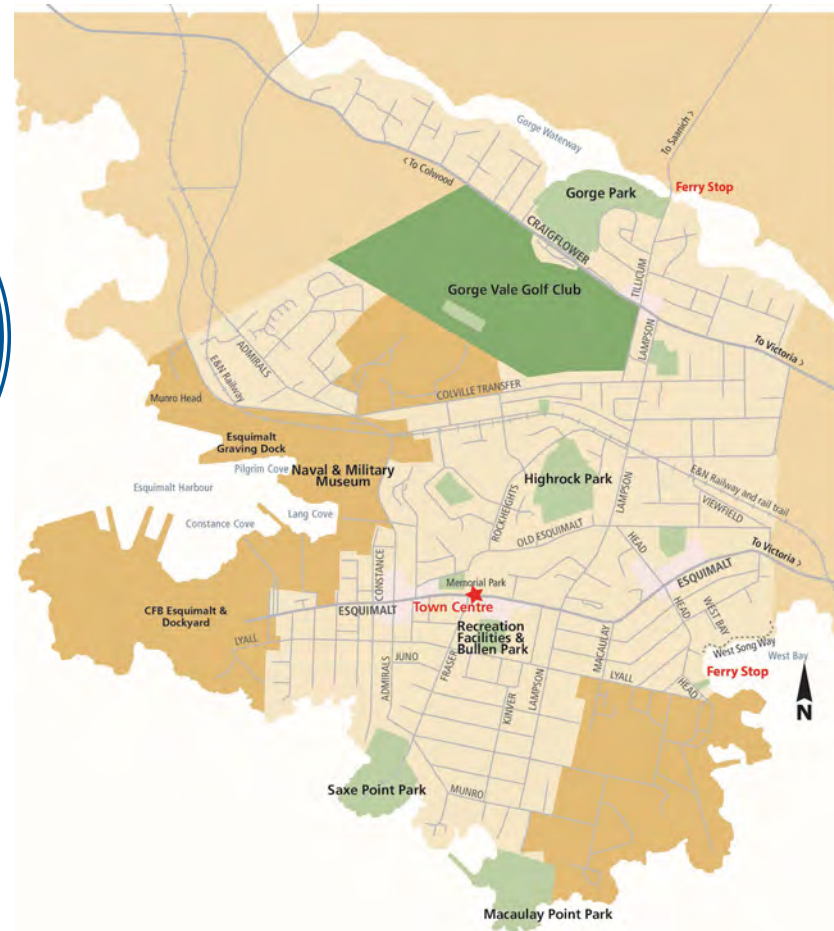 Gorge Waterway
To Saanich >
< To Colwood
Gorge Park
Ferry Stop
CRAIGFLOWER
TILLICUM
Gorge Vale Golf Club
LAMPSON
To Victoria >
ADMIRALS
E&N Railway
COLVILLE TRANSFER
Munro Head
Esquimalt
Graving Dock
Pilgrim Cove
Naval & Military
Museum
Highrock Park
E&N Railway and rail trail
Esquimalt Harbour
Lang Cove
Constance Cove
ROCKHEIGHTS
LAMPSON
VIEWFIELD
OLD ESQUIMALT
HEAD
To Victoria >
CONSTANCE
Memorial Park
ESQUIMALT
CFB Esquimalt &
Dockyard
ESQUIMALT
Town Centre
HEAD
WEST BAY
LYALL
Recreation
Facilities &
Bullen Park
MACAULAY
West Song Way
West Bay
JUNO
FRASER
LYALL
Ferry Stop
ADMIRALS
KINVER
LAMPSON
HEAD
N
Saxe Point Park
MUNRO
Macaulay Point Park